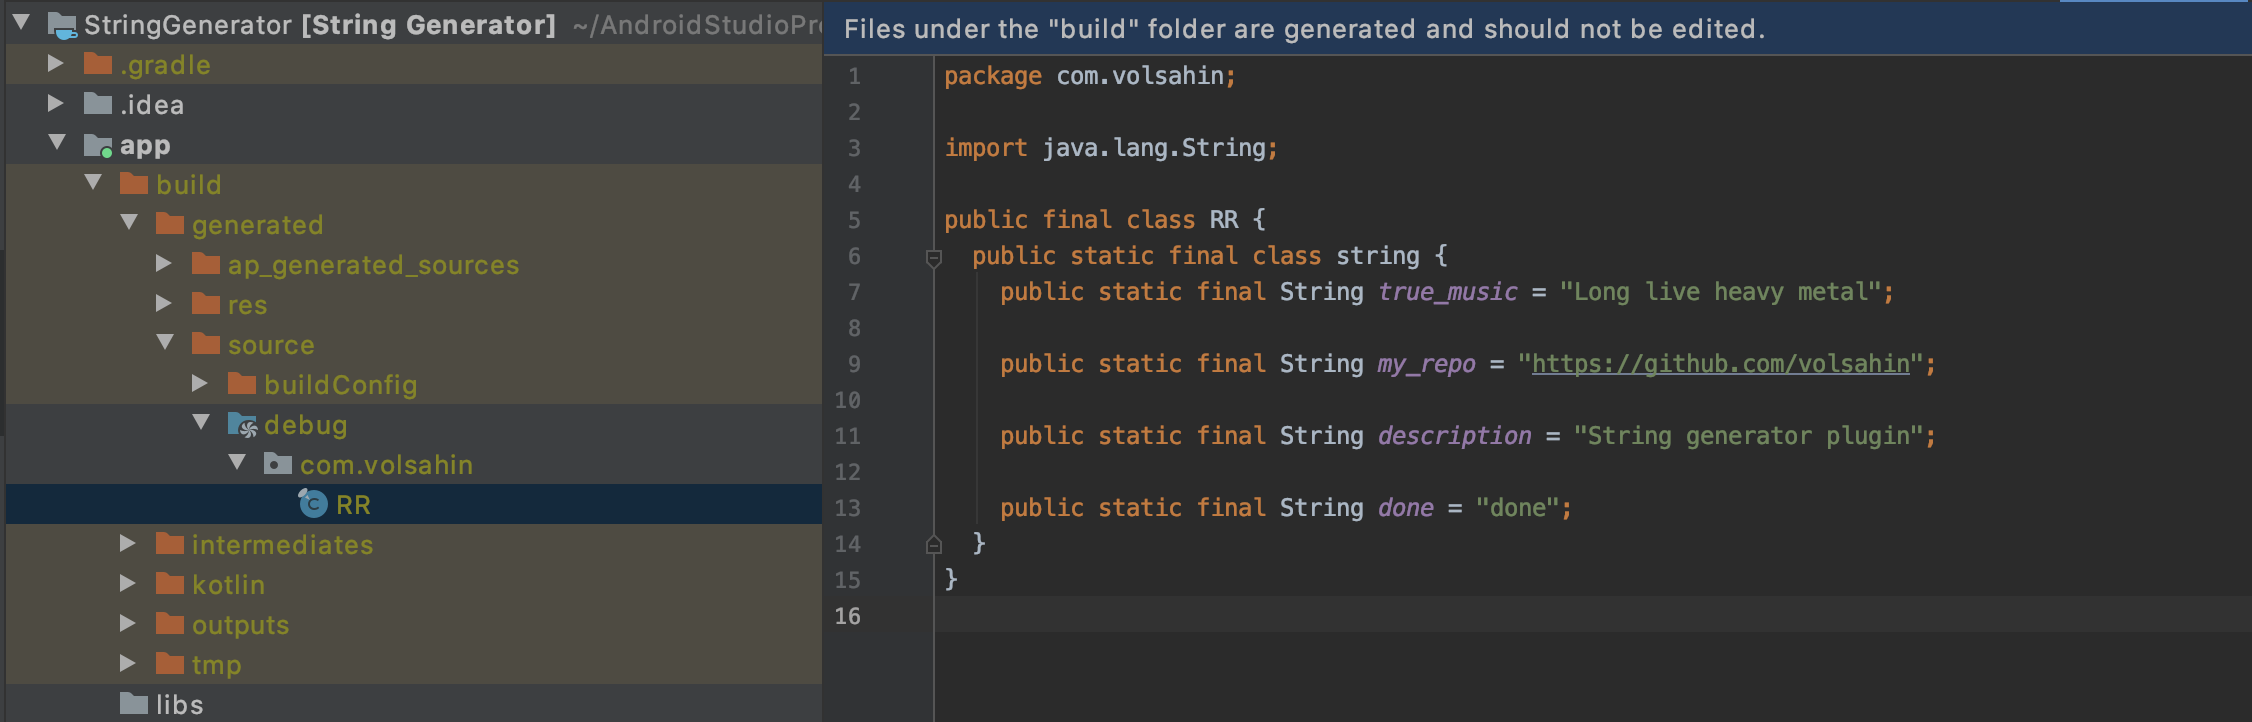 StringGenerator [String Generator] ~/AndroidStudioPr
.gradle
.idea
app
build
generated
ap_generated_sources
res
source
buildConfig
debug
com.volsahin
RR
intermediates
kotlin
outputs
tmp
libs
Files under the "build" folder are generated and should not be edited.
1 package com.volsahin;
2
3 import java.lang.String;
4
5 public final class RR {
6 public static final class string {
7 public static final String true_music = "Long live heavy metal";
8
9 public static final String my_repo = "https://github.com/volsahin";
10
11 public static final String description = "String generator plugin";
12
13 public static final String done = "done";
14 }
15 }
16